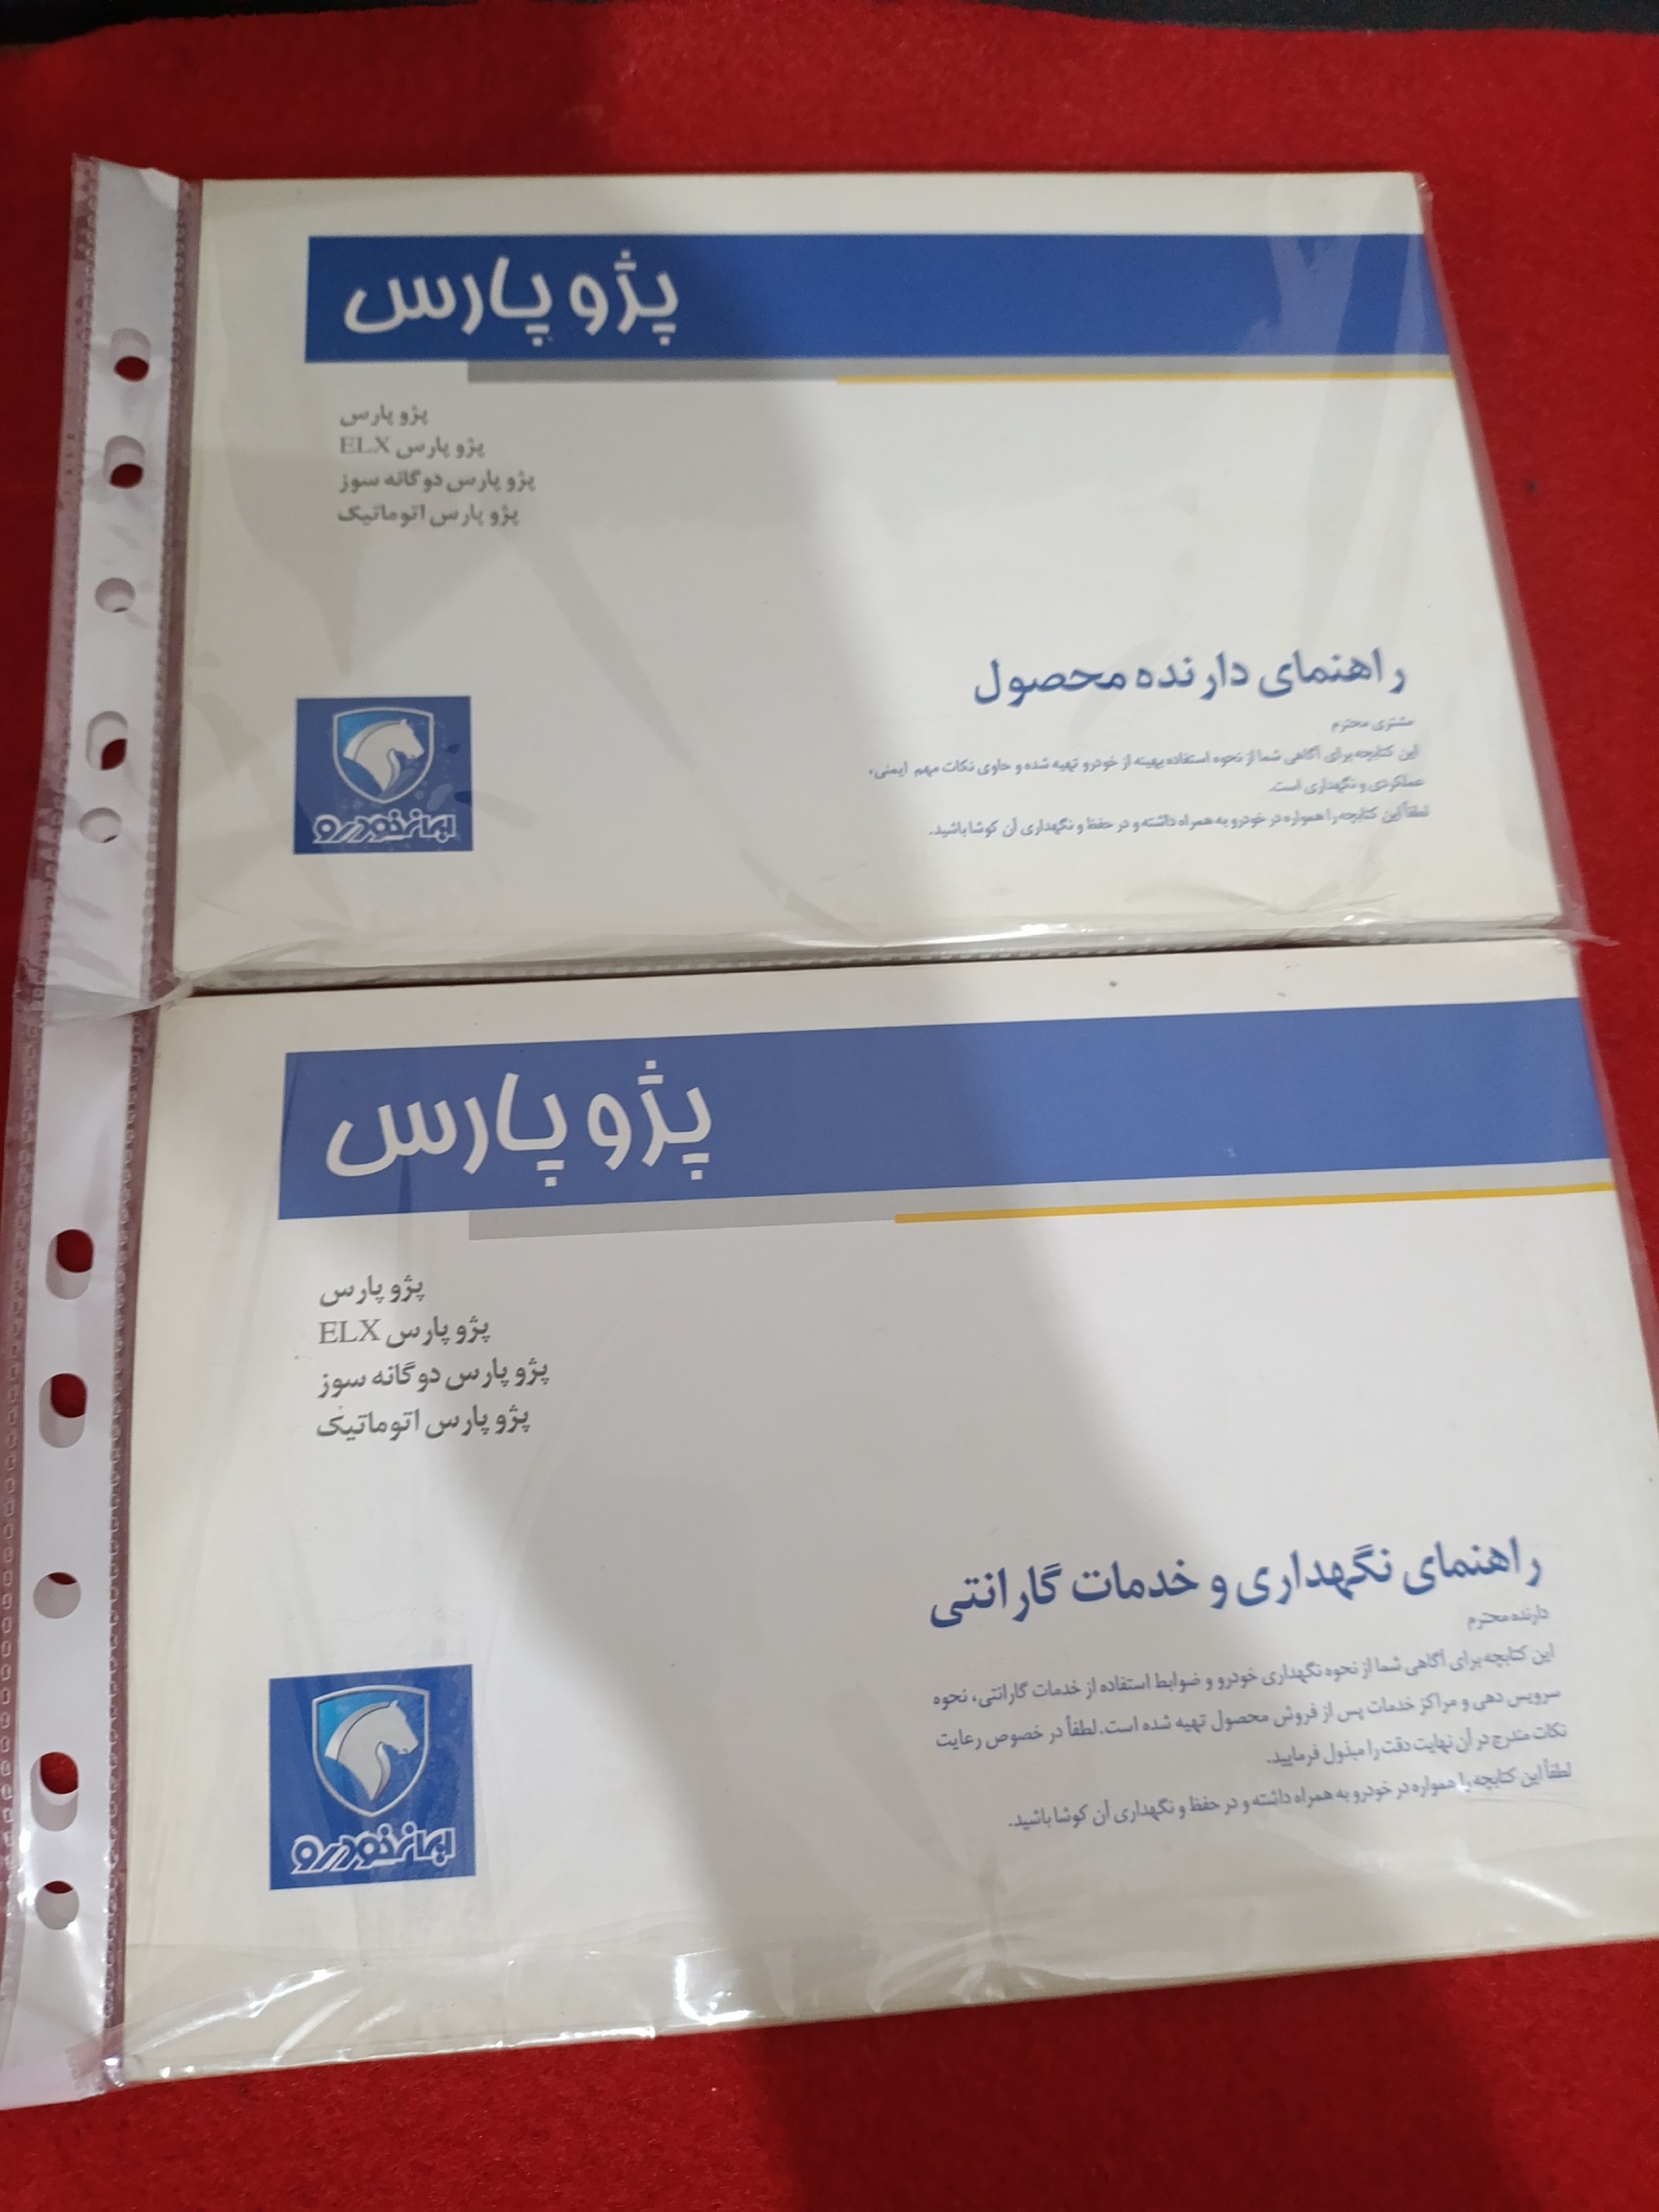 پژو پارس
پژو پارس
پژو پارس ELX
پژو پارس دوگانه سوز
پژو پارس اتوماتیک
راهنمای دارنده محصول
مشتری محترم
این کتابچه برای آگاهی شما از نحوه استفاده بهینه از خودرو تهیه شده و حاوی نکات مهم ایمنی،
عملکردی و نگهداری است.
لطفاً این کتابچه را همواره در خودرو به همراه داشته و در حفظ و نگهداری آن کوشا باشید.
ایران خودرو
پژو پارس
پژو پارس
پژو پارس ELX
پژو پارس دوگانه سوز
پژو پارس اتوماتیک
راهنمای نگهداری و خدمات گارانتی
دارنده محترم
این کتابچه برای آگاهی شما از نحوه نگهداری خودرو و ضوابط استفاده از خدمات گارانتی، نحوه
سرویس دهی و مراکز خدمات پس از فروش محصول تهیه شده است. لطفاً در خصوص رعایت
نکات مندرج در آن نهایت دقت را مبذول فرمایید.
لطفاً این کتابچه را همواره در خودرو به همراه داشته و در حفظ و نگهداری آن کوشا باشید.
ایران خودرو